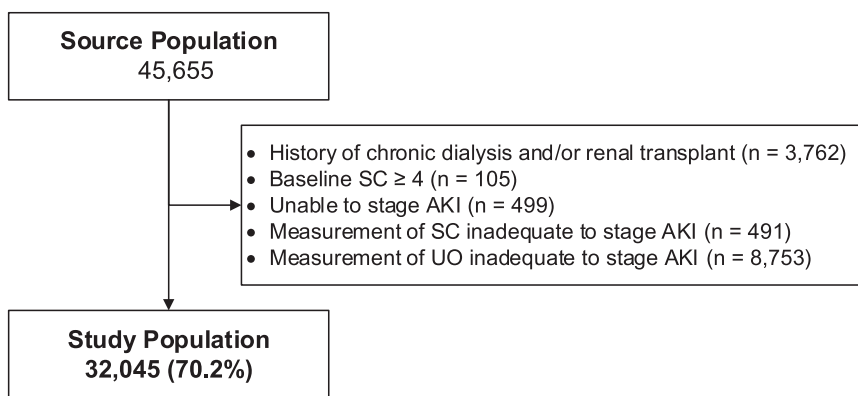 Source Population
45,655
• History of chronic dialysis and/or renal transplant (n = 3,762)
• Baseline SC ≥ 4 (n = 105)
• Unable to stage AKI (n = 499)
• Measurement of SC inadequate to stage AKI (n = 491)
• Measurement of UO inadequate to stage AKI (n = 8,753)
Study Population
32,045 (70.2%)